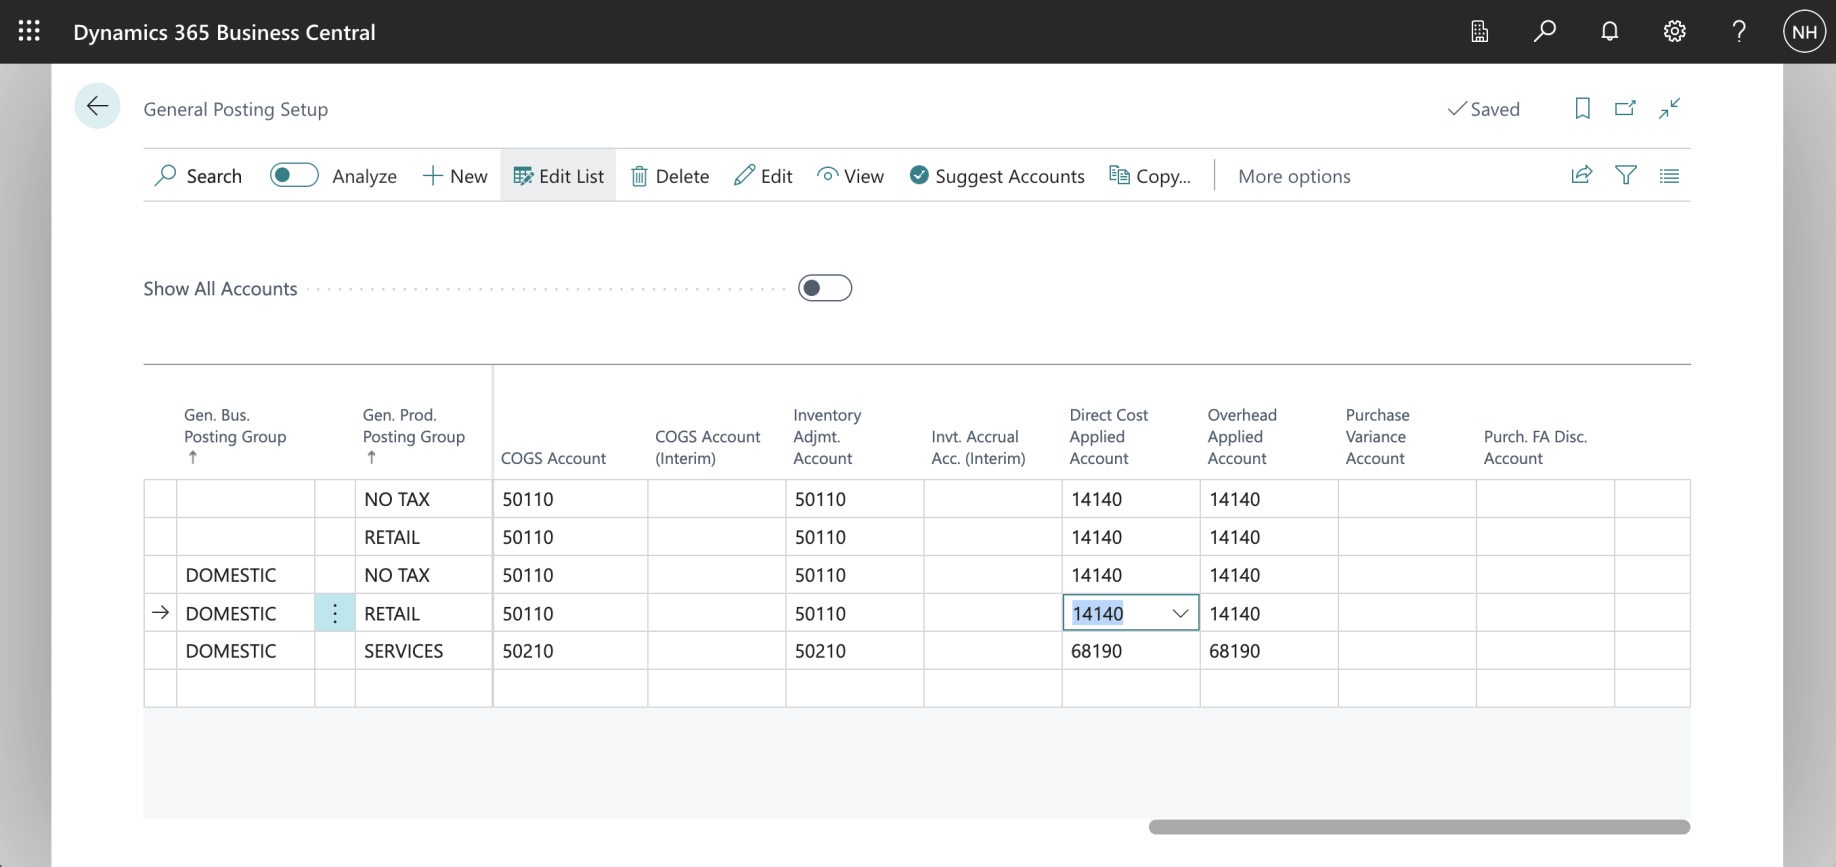 Dynamics 365 Business Central
NH
General Posting Setup
Saved
Search Analyze New Edit List Delete Edit View Suggest Accounts Copy... More options
Show All Accounts
Gen. Bus. Posting Group ↑ Gen. Prod. Posting Group ↑ COGS Account COGS Account (Interim) Inventory Adjmt. Account Invt. Accrual Acc. (Interim) Direct Cost Applied Account Overhead Applied Account Purchase Variance Account Purch. FA Disc. Account
NO TAX 50110 50110 14140 14140
RETAIL 50110 50110 14140 14140
DOMESTIC NO TAX 50110 50110 14140 14140
DOMESTIC RETAIL 50110 50110 14140 14140
DOMESTIC SERVICES 50210 50210 68190 68190